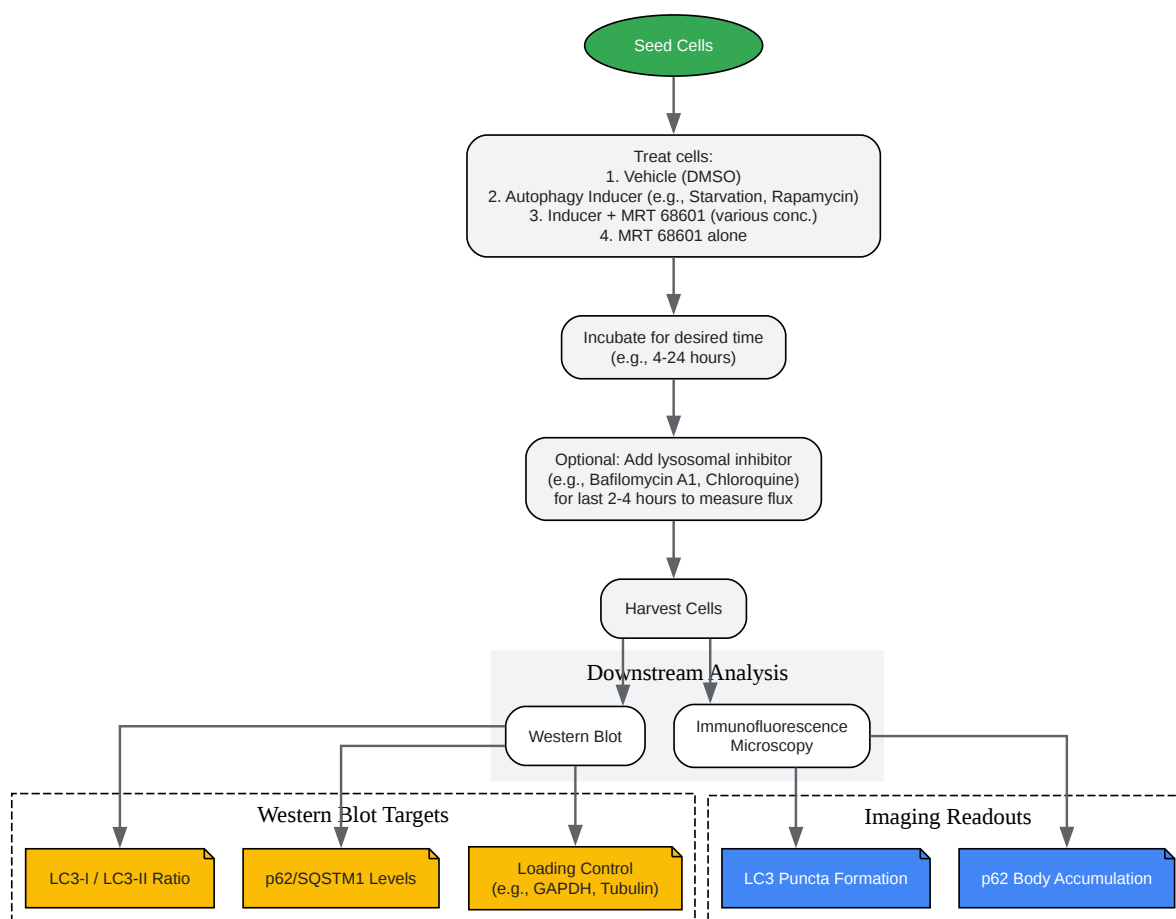 Seed Cells
Treat cells:
1. Vehicle (DMSO)
2. Autophagy Inducer (e.g., Starvation, Rapamycin)
3. Inducer + MRT 68601 (various conc.)
4. MRT 68601 alone
Incubate for desired time
(e.g., 4-24 hours)
Optional: Add lysosomal inhibitor
(e.g., Bafilomycin A1, Chloroquine)
for last 2-4 hours to measure flux
Harvest Cells
Downstream Analysis
Western Blot
Immunofluorescence
Microscopy
Western Blot Targets
Imaging Readouts
LC3-I / LC3-II Ratio
p62/SQSTM1 Levels
Loading Control
(e.g., GAPDH, Tubulin)
LC3 Puncta Formation
p62 Body Accumulation